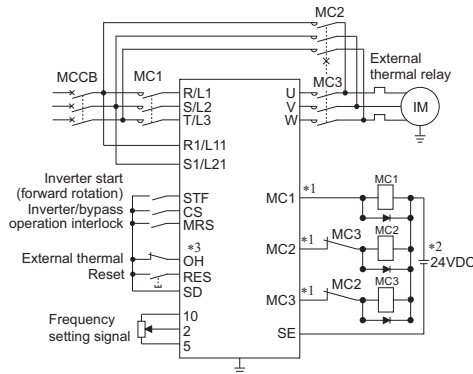 MC2
MCCB
MC1
MC3
External
thermal relay
R/L1
S/L2
T/L3
U
V
W
IM
R1/L11
S1/L21
Inverter start
(forward rotation)
Inverter/bypass
operation interlock
STF
CS
MRS
*3
External thermal
OH
Reset
RES
SD
Frequency
setting signal
10
2
5
MC1
*1
MC1
MC2
*1
MC3
MC2
*2
24VDC
MC3
*1
MC2
MC3
SE